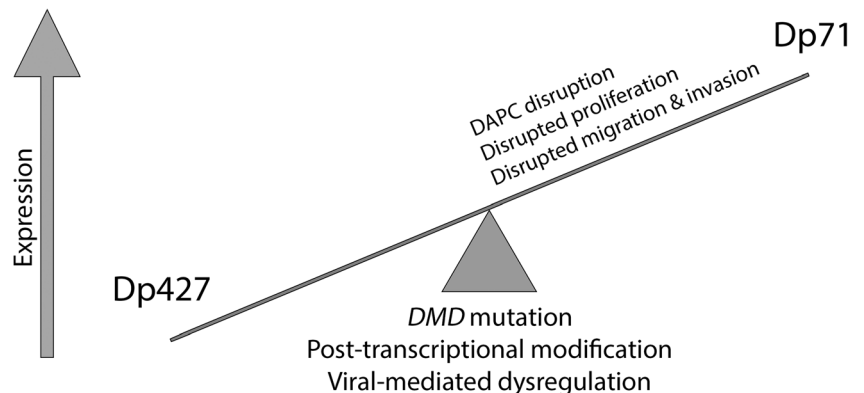 Dp71
DAPC disruption
Disrupted proliferation
Disrupted migration & invasion
Expression
Dp427
DMD mutation
Post-transcriptional modification
Viral-mediated dysregulation